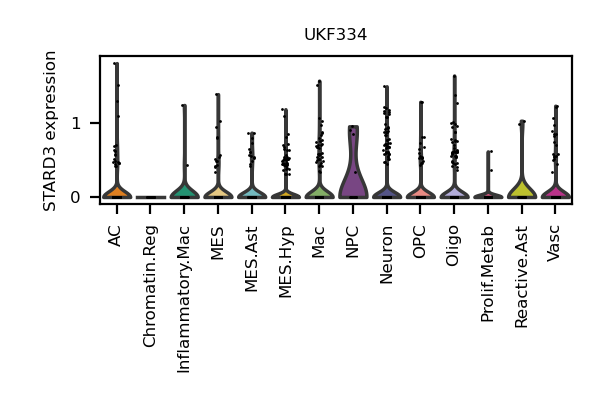 UKF334
STARD3 expression
1
0
AC
Chromatin.Reg
Inflammatory.Mac
MES
MES.Ast
MES.Hyp
Mac
NPC
Neuron
OPC
Oligo
Prolif.Metab
Reactive.Ast
Vasc